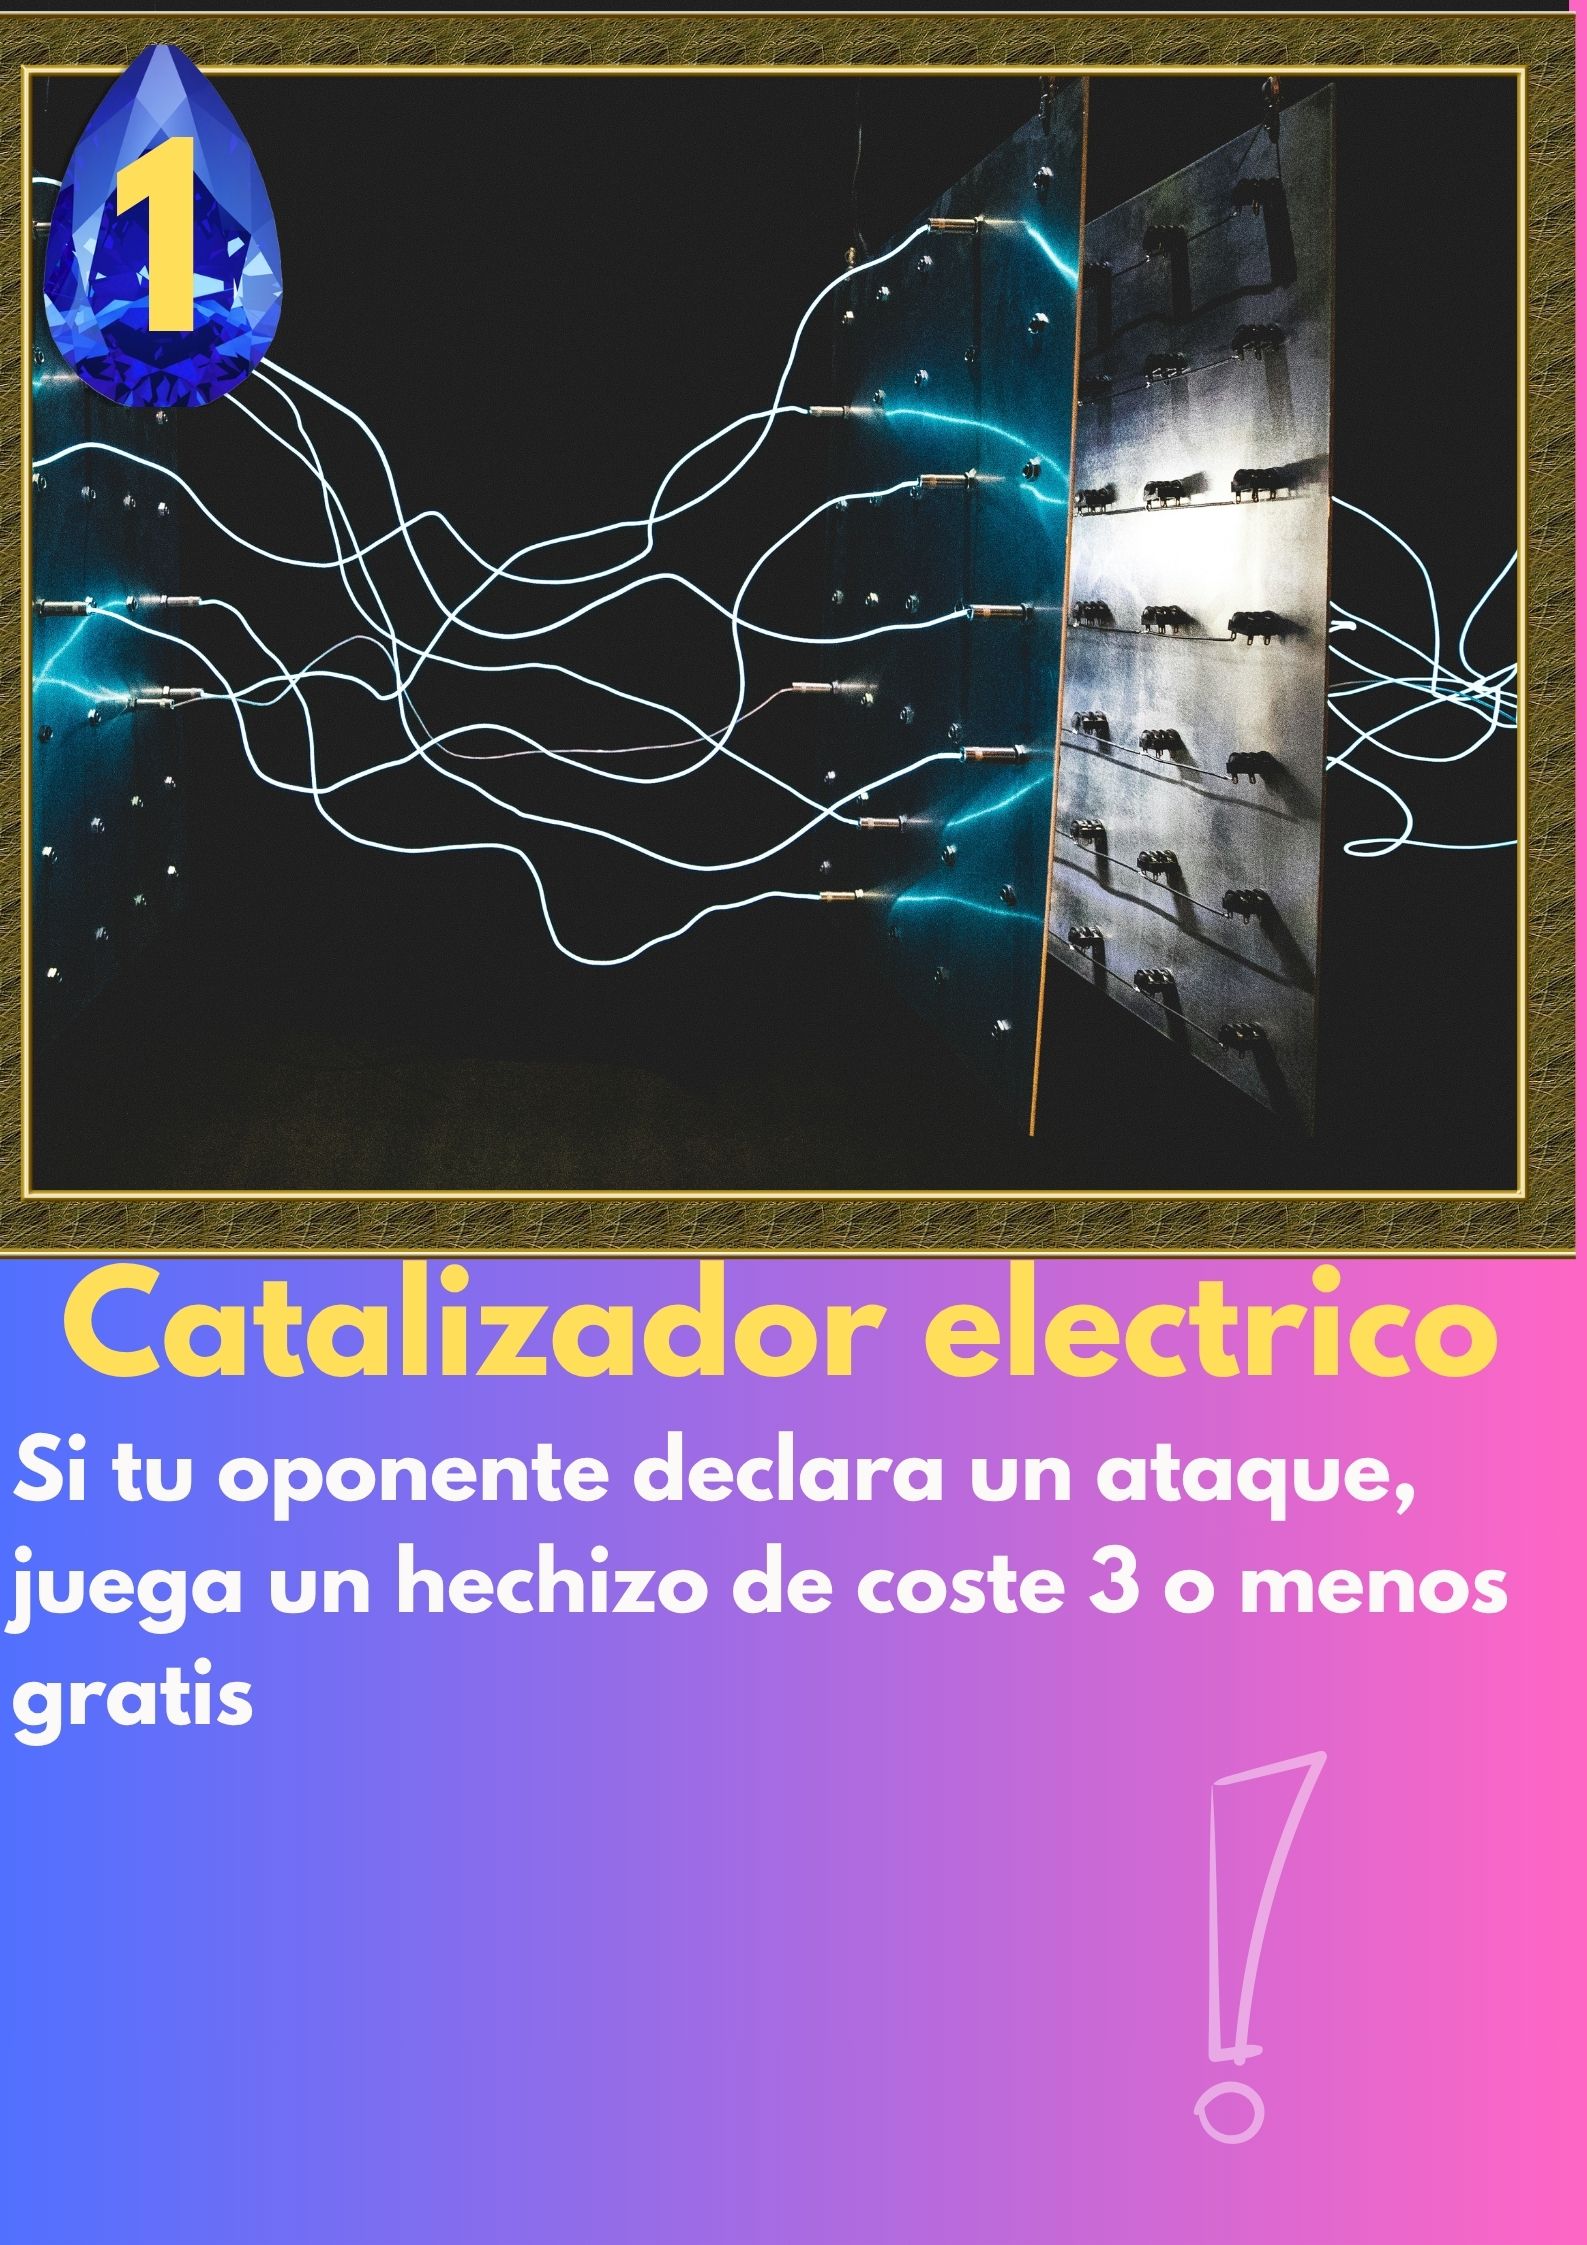 1
Catalizador electrico
Si tu oponente declara un ataque,
juega un hechizo de coste 3 o menos
gratis
!